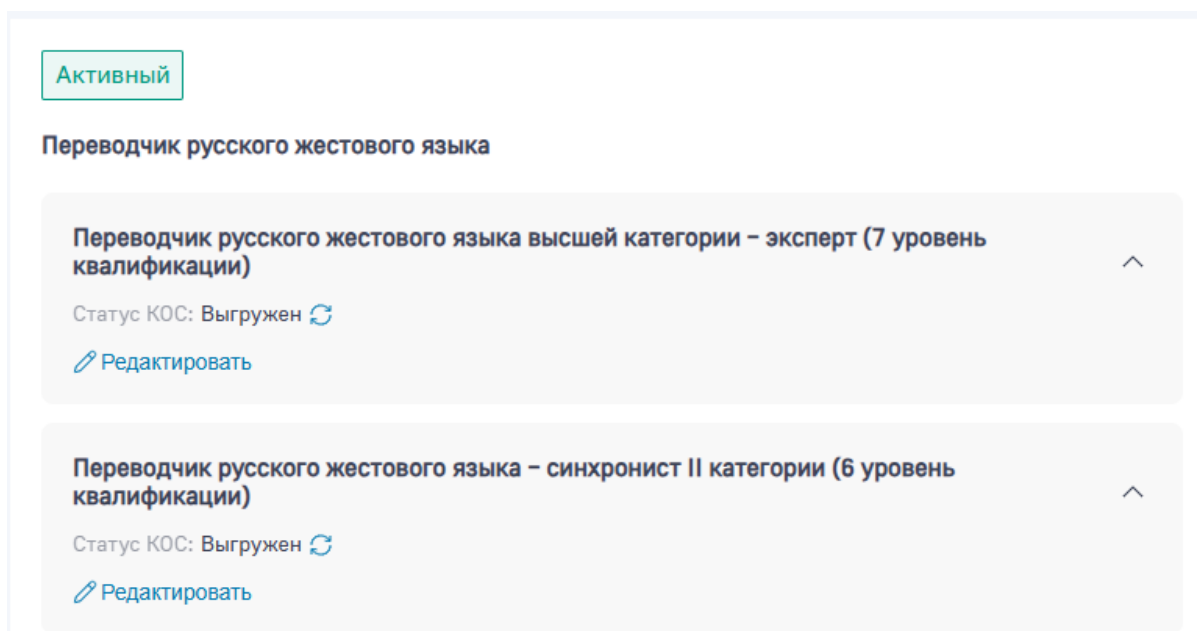 Активный
Переводчик русского жестового языка
Переводчик русского жестового языка высшей категории – эксперт (7 уровень
квалификации)
Статус КОС: Выгружен
Редактировать
Переводчик русского жестового языка – синхронист II категории (6 уровень
квалификации)
Статус КОС: Выгружен
Редактировать